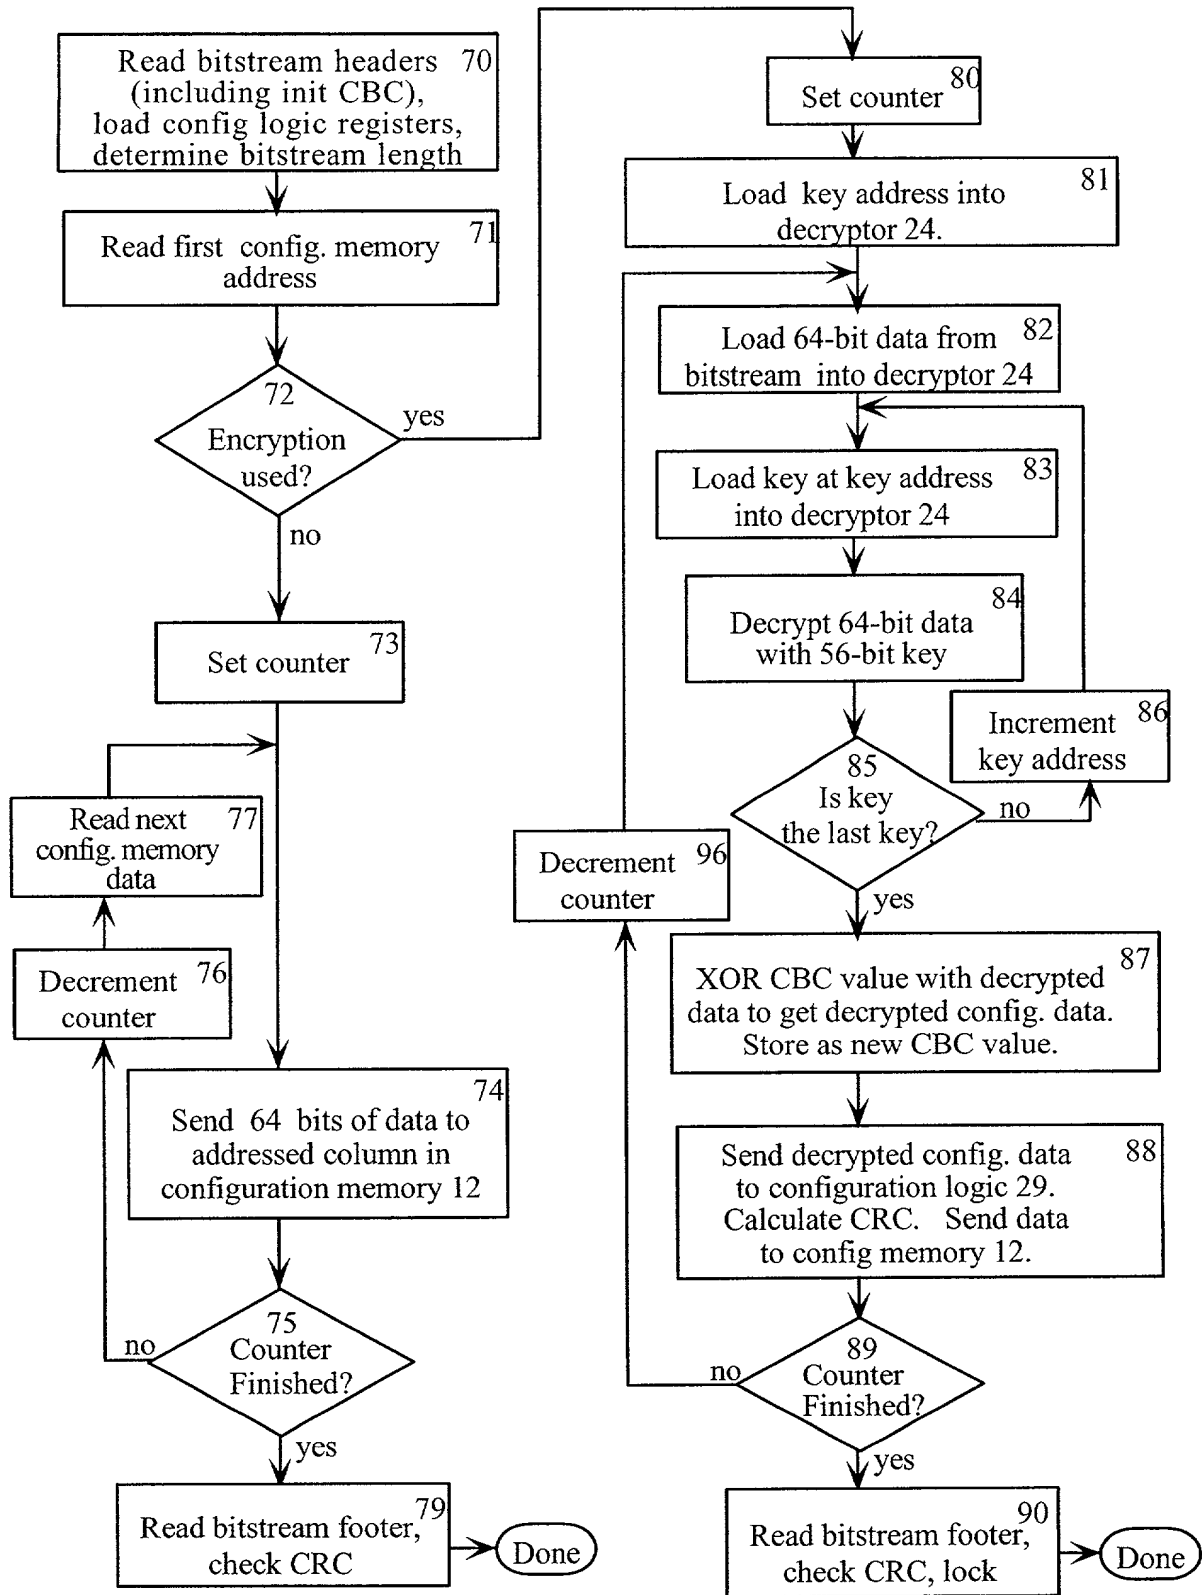 Read bitstream headers 70
(including init CBC),
load config logic registers,
determine bitstream length
Read first config. memory 71
address
72
Encryption
used?
yes
no
Set counter 73
Read next 77
config. memory
data
Decrement 76
counter
74
Send 64 bits of data to
addressed column in
configuration memory 12
75
Counter
Finished?
no
yes
79
Read bitstream footer,
check CRC
Done
80
Set counter
81
Load key address into
decryptor 24.
82
Load 64-bit data from
bitstream into decryptor 24
83
Load key at key address
into decryptor 24
84
Decrypt 64-bit data
with 56-bit key
85
Is key
the last key?
no
yes
86
Increment
key address
87
XOR CBC value with decrypted
data to get decrypted config. data.
Store as new CBC value.
88
Send decrypted config. data
to configuration logic 29.
Calculate CRC. Send data
to config memory 12.
89
Counter
Finished?
no
yes
Decrement 96
counter
90
Read bitstream footer,
check CRC, lock
Done